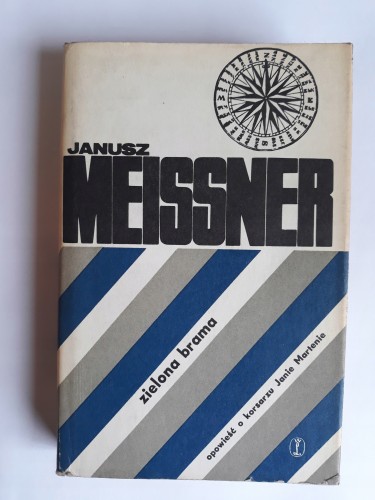 JANUSZ
MEISSNER
zielona brama
opowieść o korsarzu Janie Martenie